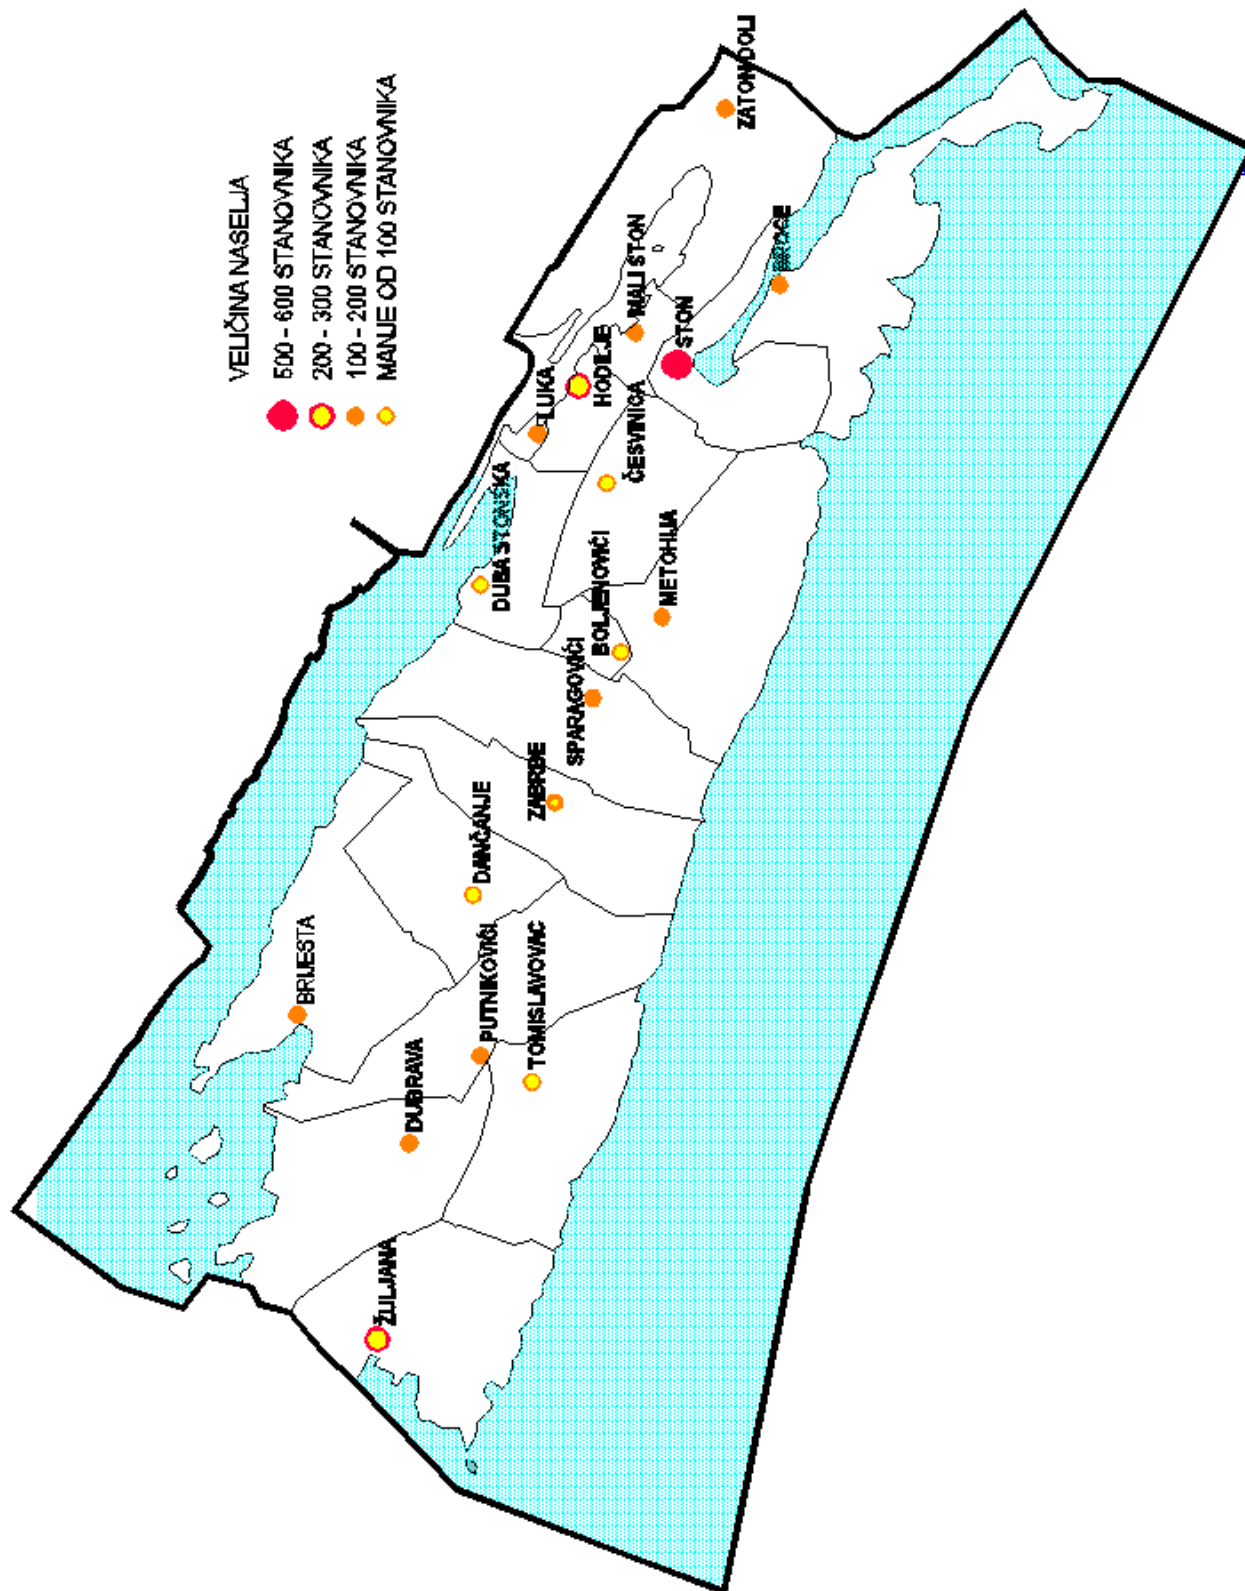 VELIČINA NASELJA
500 - 600 STANOVNIKA
200 - 300 STANOVNIKA
100 - 200 STANOVNIKA
MANJE OD 100 STANOVNIKA
ŽULJANA
DUBRAVA
BRIJESTA
PUTNIKOVIĆI
TOMISLAVOVAC
DANČANJE
ZABRĐE
SPARAGOVIĆI
BOLJENOVIĆI
METOHIJA
DUBA STONSKA
ČESVINICA
LUKA
HODILJE
MALI STON
STON
BROCE
ZATON DOLI